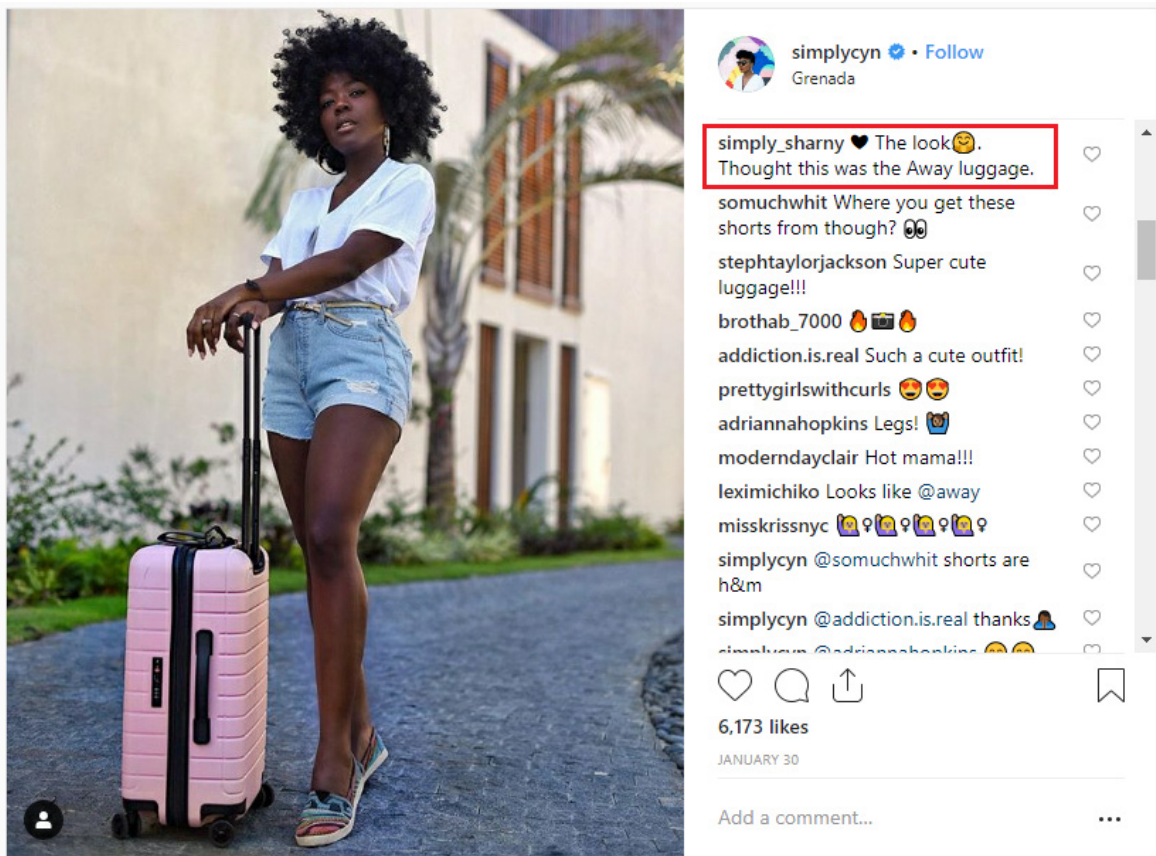 simplycyn • Follow
Grenada
simply_sharny 🖤 The look🤗.
Thought this was the Away luggage.
somuchwhit Where you get these
shorts from though? 👀
stephtaylorjackson Super cute
luggage!!!
brothab_7000 🔥📸🔥
addiction.is.real Such a cute outfit!
prettygirlswithcurls 😍😍
adriannahopkins Legs! 🙆🏾‍♂️
moderndayclair Hot mama!!!
leximichiko Looks like @away
misskrissnyc 🙋♀🙋♀🙋♀🙋♀
simplycyn @somuchwhit shorts are
h&m
simplycyn @addiction.is.real thanks🤦🏾‍♀️
simplycyn @adriannahopkins 😄😄
6,173 likes
JANUARY 30
Add a comment...